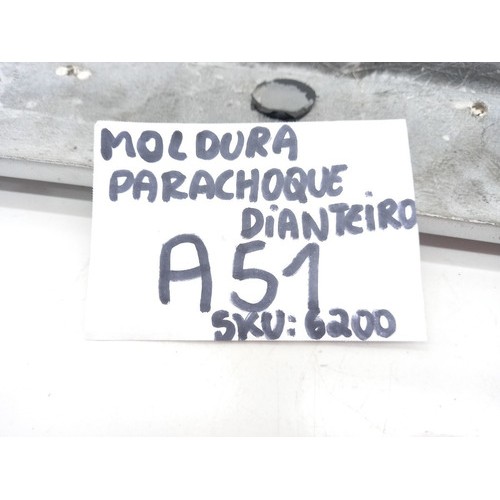 MOLDURA
PARACHOQUE
DIANTEIRO
A51
SKU: 6200